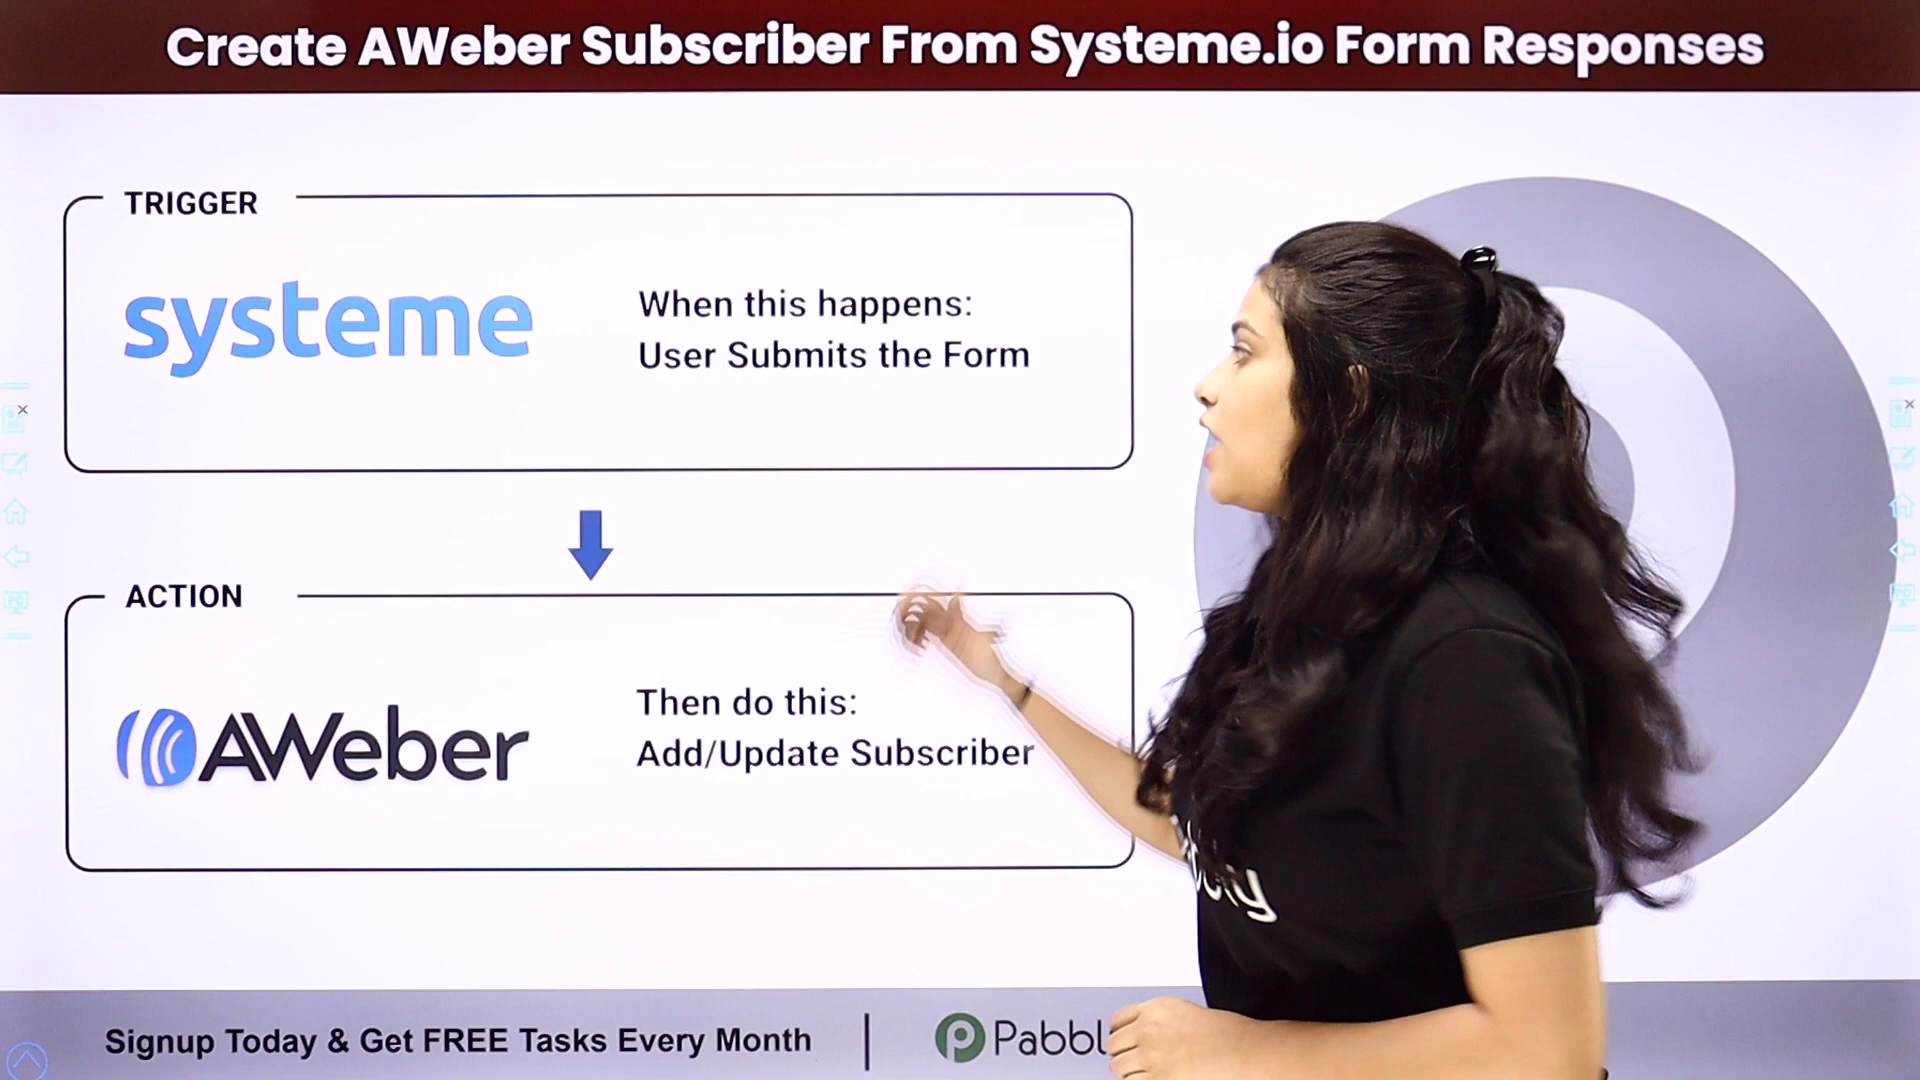 Create AWeber Subscriber From Systeme.io Form Responses
TRIGGER
systeme
When this happens:
User Submits the Form
ACTION
AWeber
Then do this:
Add/Update Subscriber
Signup Today & Get FREE Tasks Every Month